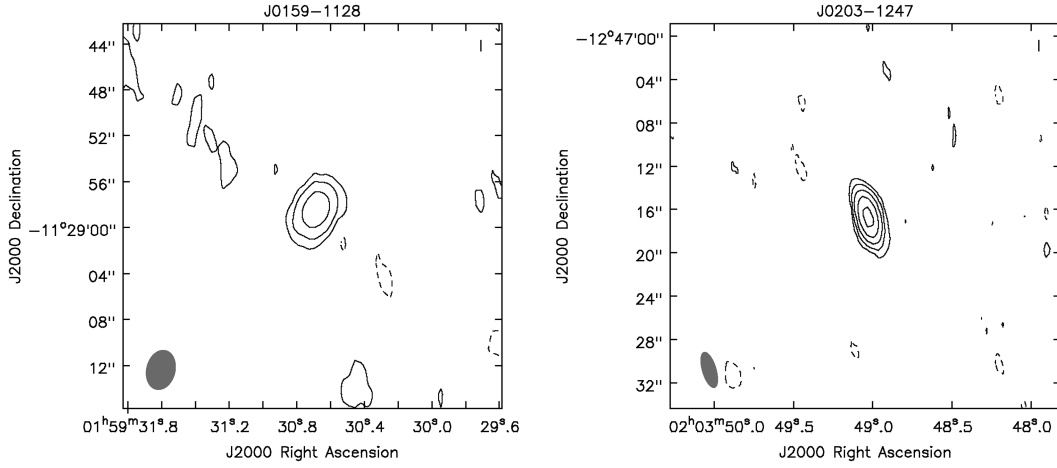 J0159-1128
I
44''
48''
52''
56''
−11°29'00''
04''
08''
12''
J2000 Declination
01ʰ59ᵐ31ˢ.8
31ˢ.2
30ˢ.8
30ˢ.4
30ˢ.0
29ˢ.6
J2000 Right Ascension
J0203-1247
I
−12°47'00''
04''
08''
12''
16''
20''
24''
28''
32''
J2000 Declination
02ʰ03ᵐ50ˢ.0
49ˢ.5
49ˢ.0
48ˢ.5
48ˢ.0
J2000 Right Ascension